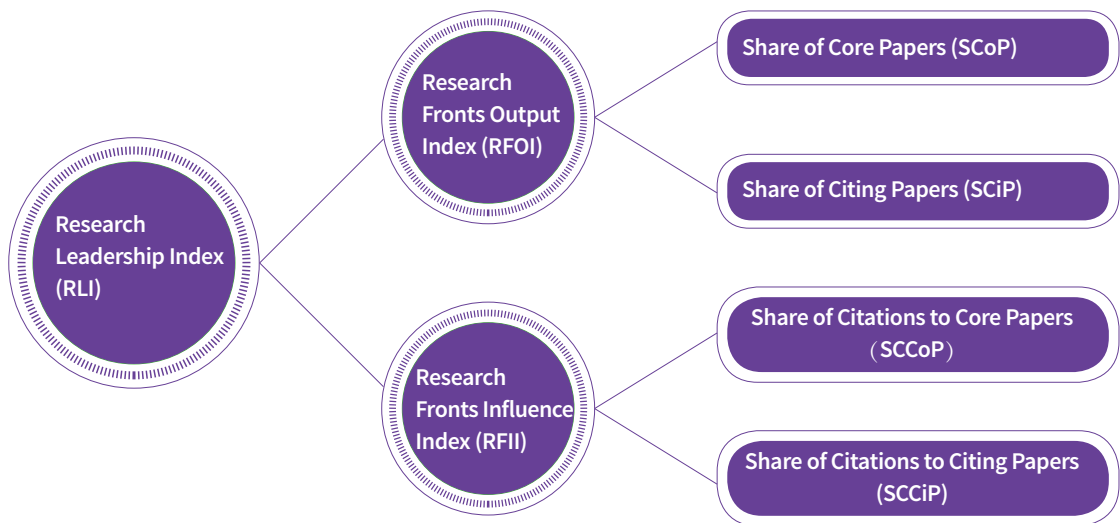 Research
Leadership Index
(RLI)
Research
Fronts Output
Index (RFOI)
Research
Fronts Influence
Index (RFII)
Share of Core Papers (SCoP)
Share of Citing Papers (SCiP)
Share of Citations to Core Papers
（SCCoP）
Share of Citations to Citing Papers
(SCCiP)